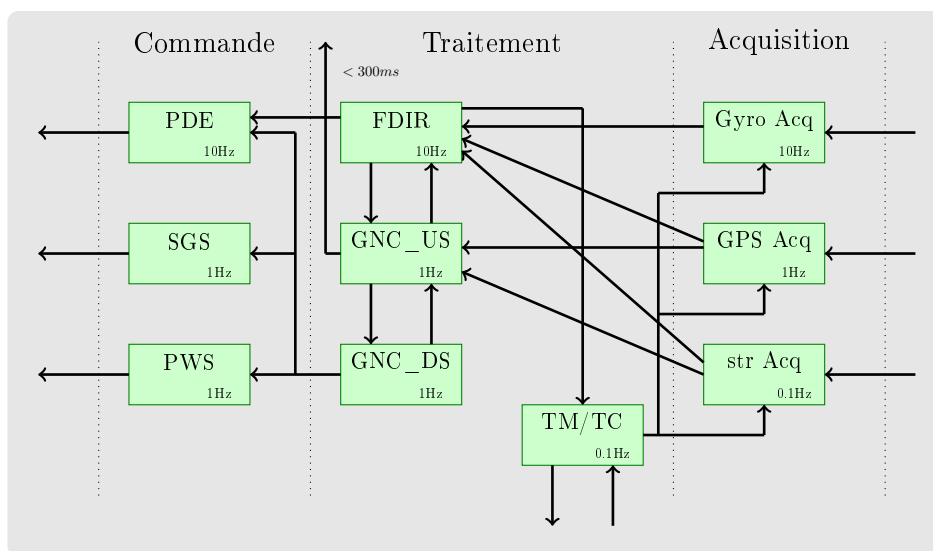 Commande
Traitement
Acquisition
< 300ms
PDE
10Hz
FDIR
10Hz
Gyro Acq
10Hz
SGS
1Hz
GNC_US
1Hz
GPS Acq
1Hz
PWS
1Hz
GNC_DS
1Hz
str Acq
0.1Hz
TM/TC
0.1Hz